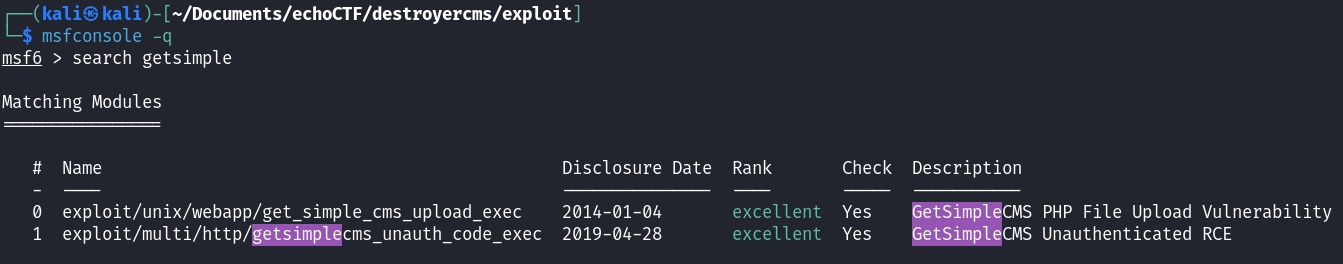 ┌──(kali㉿kali)-[~/Documents/echoCTF/destroyercms/exploit]
└─$ msfconsole -q
msf6 > search getsimple
Matching Modules
================
#  Name                                            Disclosure Date  Rank       Check  Description
-  ----                                            ---------------  ----       -----  -----------
0  exploit/unix/webapp/get_simple_cms_upload_exec  2014-01-04       excellent  Yes    GetSimpleCMS PHP File Upload Vulnerability
1  exploit/multi/http/getsimplecms_unauth_code_exec  2019-04-28       excellent  Yes    GetSimpleCMS Unauthenticated RCE